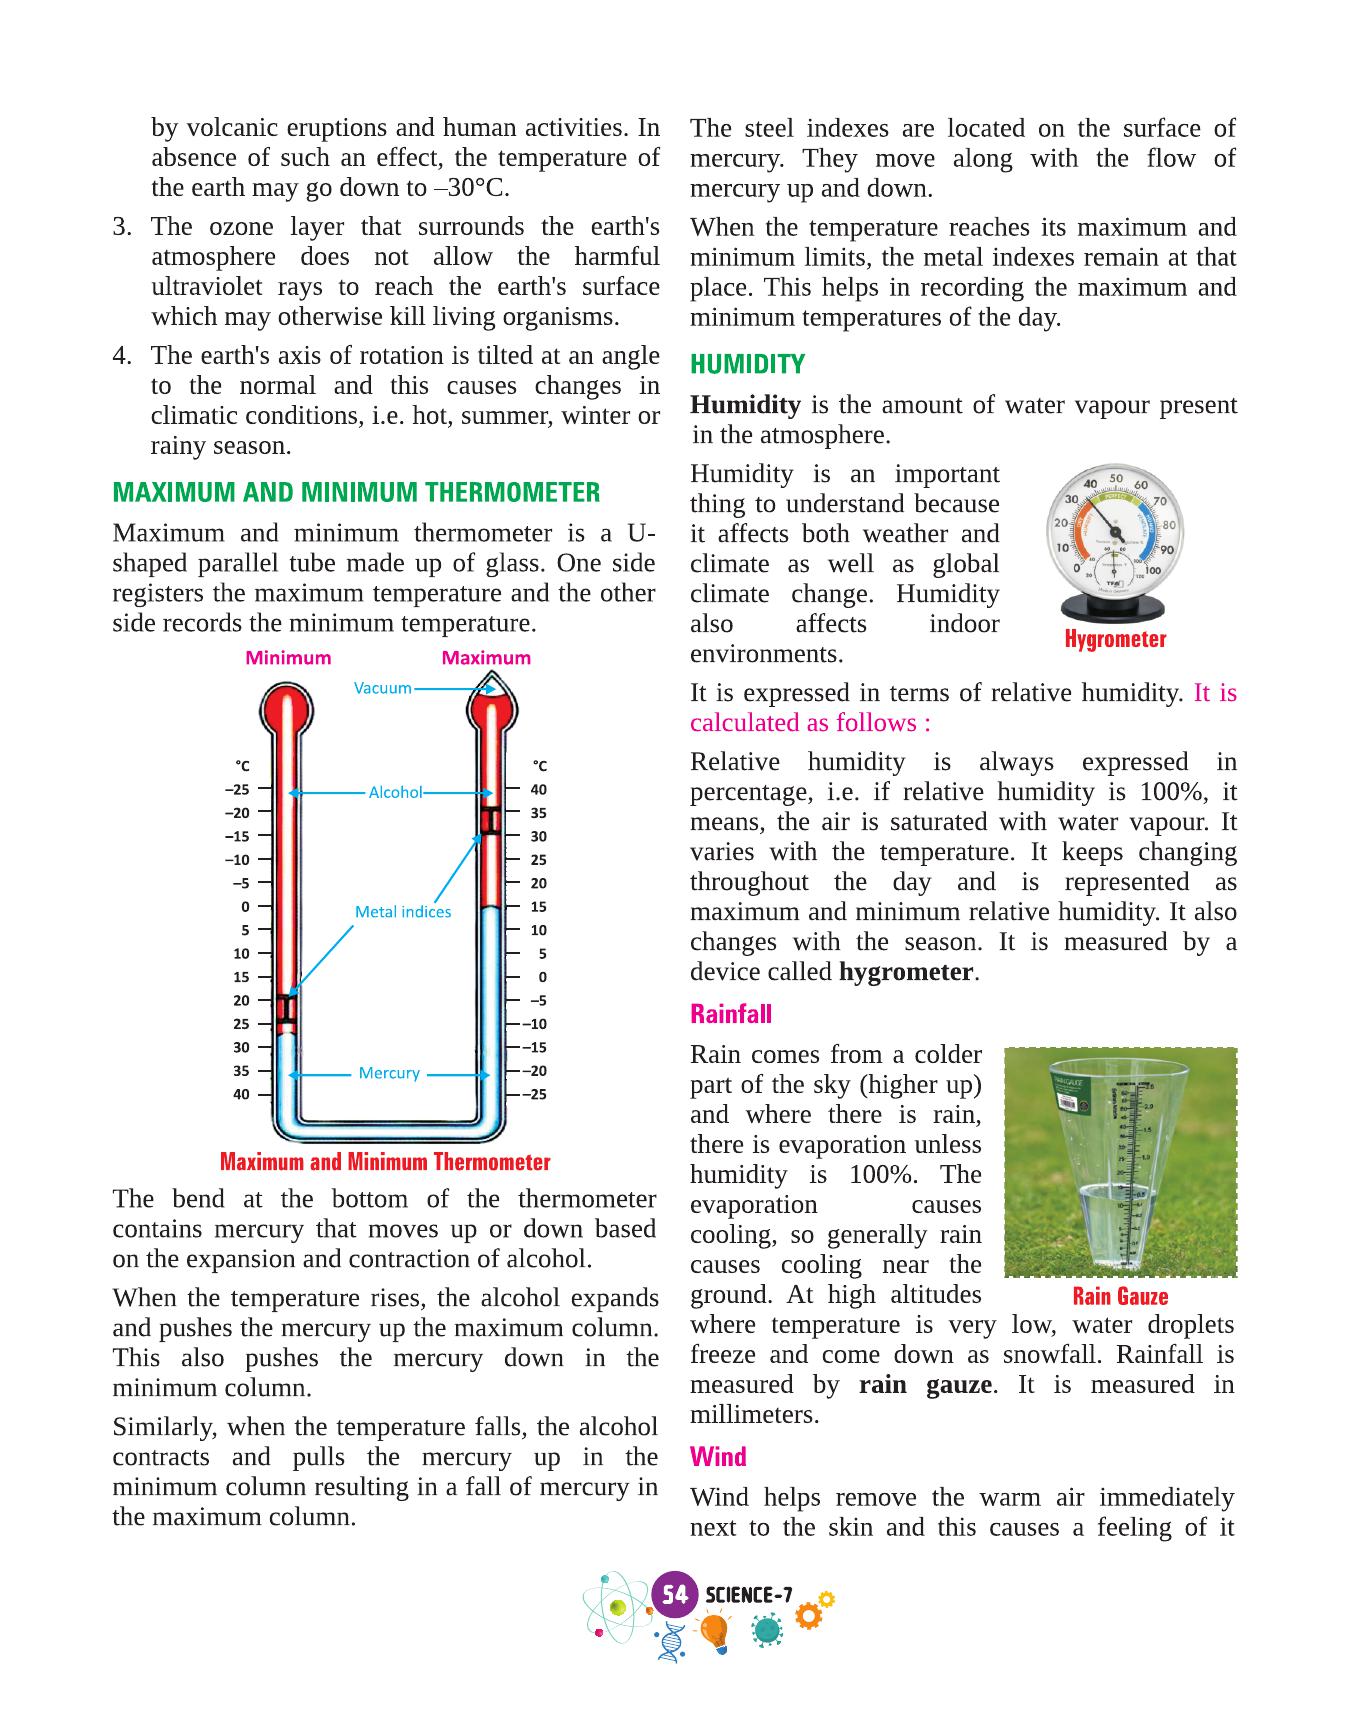 by volcanic eruptions and human activities. In
absence of such an effect, the temperature of
the earth may go down to –30°C.
3. The ozone layer that surrounds the earth's
atmosphere does not allow the harmful
ultraviolet rays to reach the earth's surface
which may otherwise kill living organisms.
4. The earth's axis of rotation is tilted at an angle
to the normal and this causes changes in
climatic conditions, i.e. hot, summer, winter or
rainy season.
MAXIMUM AND MINIMUM THERMOMETER
Maximum and minimum thermometer is a U-
shaped parallel tube made up of glass. One side
registers the maximum temperature and the other
side records the minimum temperature.
Minimum Maximum
Vacuum
°C °C
–25 Alcohol 40
–20 35
–15 30
–10 25
–5 20
0 Metal indices 15
5 10
10 5
15 0
20 –5
25 –10
30 –15
35 Mercury –20
40 –25
Maximum and Minimum Thermometer
The bend at the bottom of the thermometer
contains mercury that moves up or down based
on the expansion and contraction of alcohol.
When the temperature rises, the alcohol expands
and pushes the mercury up the maximum column.
This also pushes the mercury down in the
minimum column.
Similarly, when the temperature falls, the alcohol
contracts and pulls the mercury up in the
minimum column resulting in a fall of mercury in
the maximum column.
The steel indexes are located on the surface of
mercury. They move along with the flow of
mercury up and down.
When the temperature reaches its maximum and
minimum limits, the metal indexes remain at that
place. This helps in recording the maximum and
minimum temperatures of the day.
HUMIDITY
Humidity is the amount of water vapour present
in the atmosphere.
Humidity is an important
thing to understand because
it affects both weather and
climate as well as global
climate change. Humidity
also affects indoor
environments.
0 10 20 30 40 50 60 70 80 90 100
PERFECT
TFA
Hygrometer
It is expressed in terms of relative humidity. It is
calculated as follows :
Relative humidity is always expressed in
percentage, i.e. if relative humidity is 100%, it
means, the air is saturated with water vapour. It
varies with the temperature. It keeps changing
throughout the day and is represented as
maximum and minimum relative humidity. It also
changes with the season. It is measured by a
device called hygrometer.
Rainfall
Rain comes from a colder
part of the sky (higher up)
and where there is rain,
there is evaporation unless
humidity is 100%. The
evaporation causes
cooling, so generally rain
causes cooling near the
ground. At high altitudes
RAIN GAUGE
Rain Gauze
where temperature is very low, water droplets
freeze and come down as snowfall. Rainfall is
measured by rain gauze. It is measured in
millimeters.
Wind
Wind helps remove the warm air immediately
next to the skin and this causes a feeling of it
54 SCIENCE-7